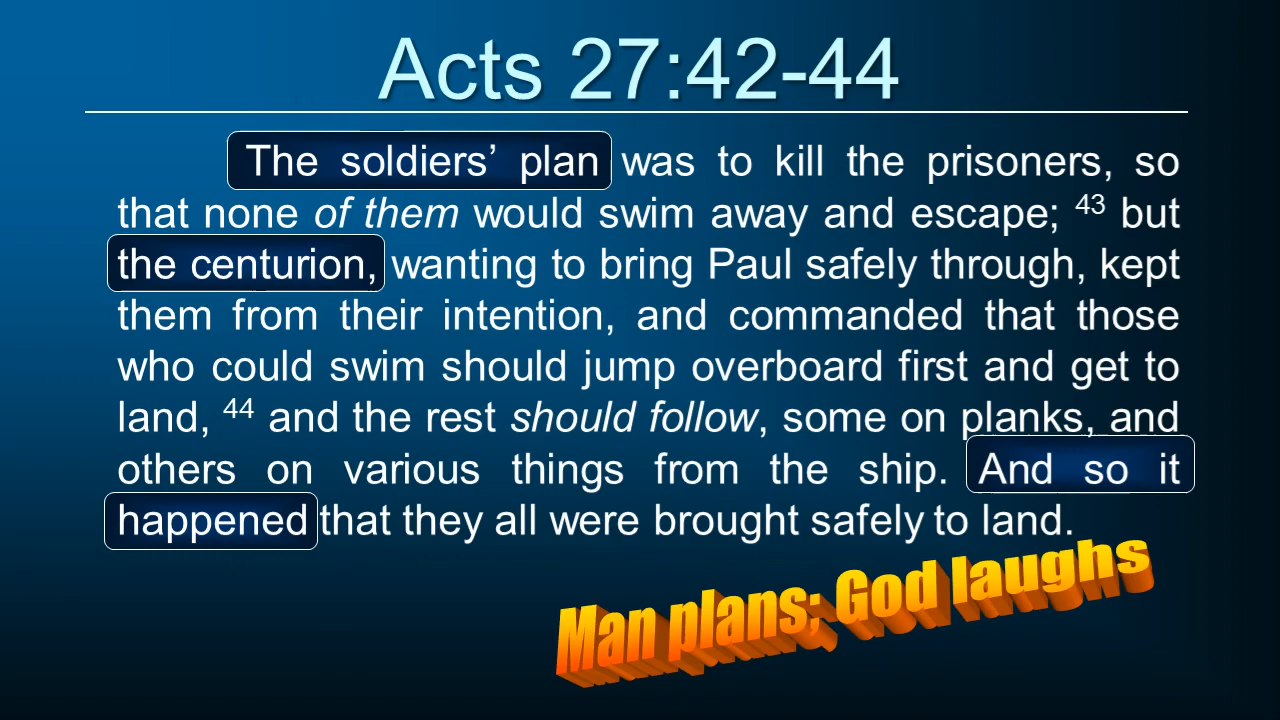 Acts 27:42-44
The soldiers’ plan was to kill the prisoners, so
that none of them would swim away and escape; 43 but
the centurion, wanting to bring Paul safely through, kept
them from their intention, and commanded that those
who could swim should jump overboard first and get to
land, 44 and the rest should follow, some on planks, and
others on various things from the ship. And so it
happened that they all were brought safely to land.
Man plans; God laughs